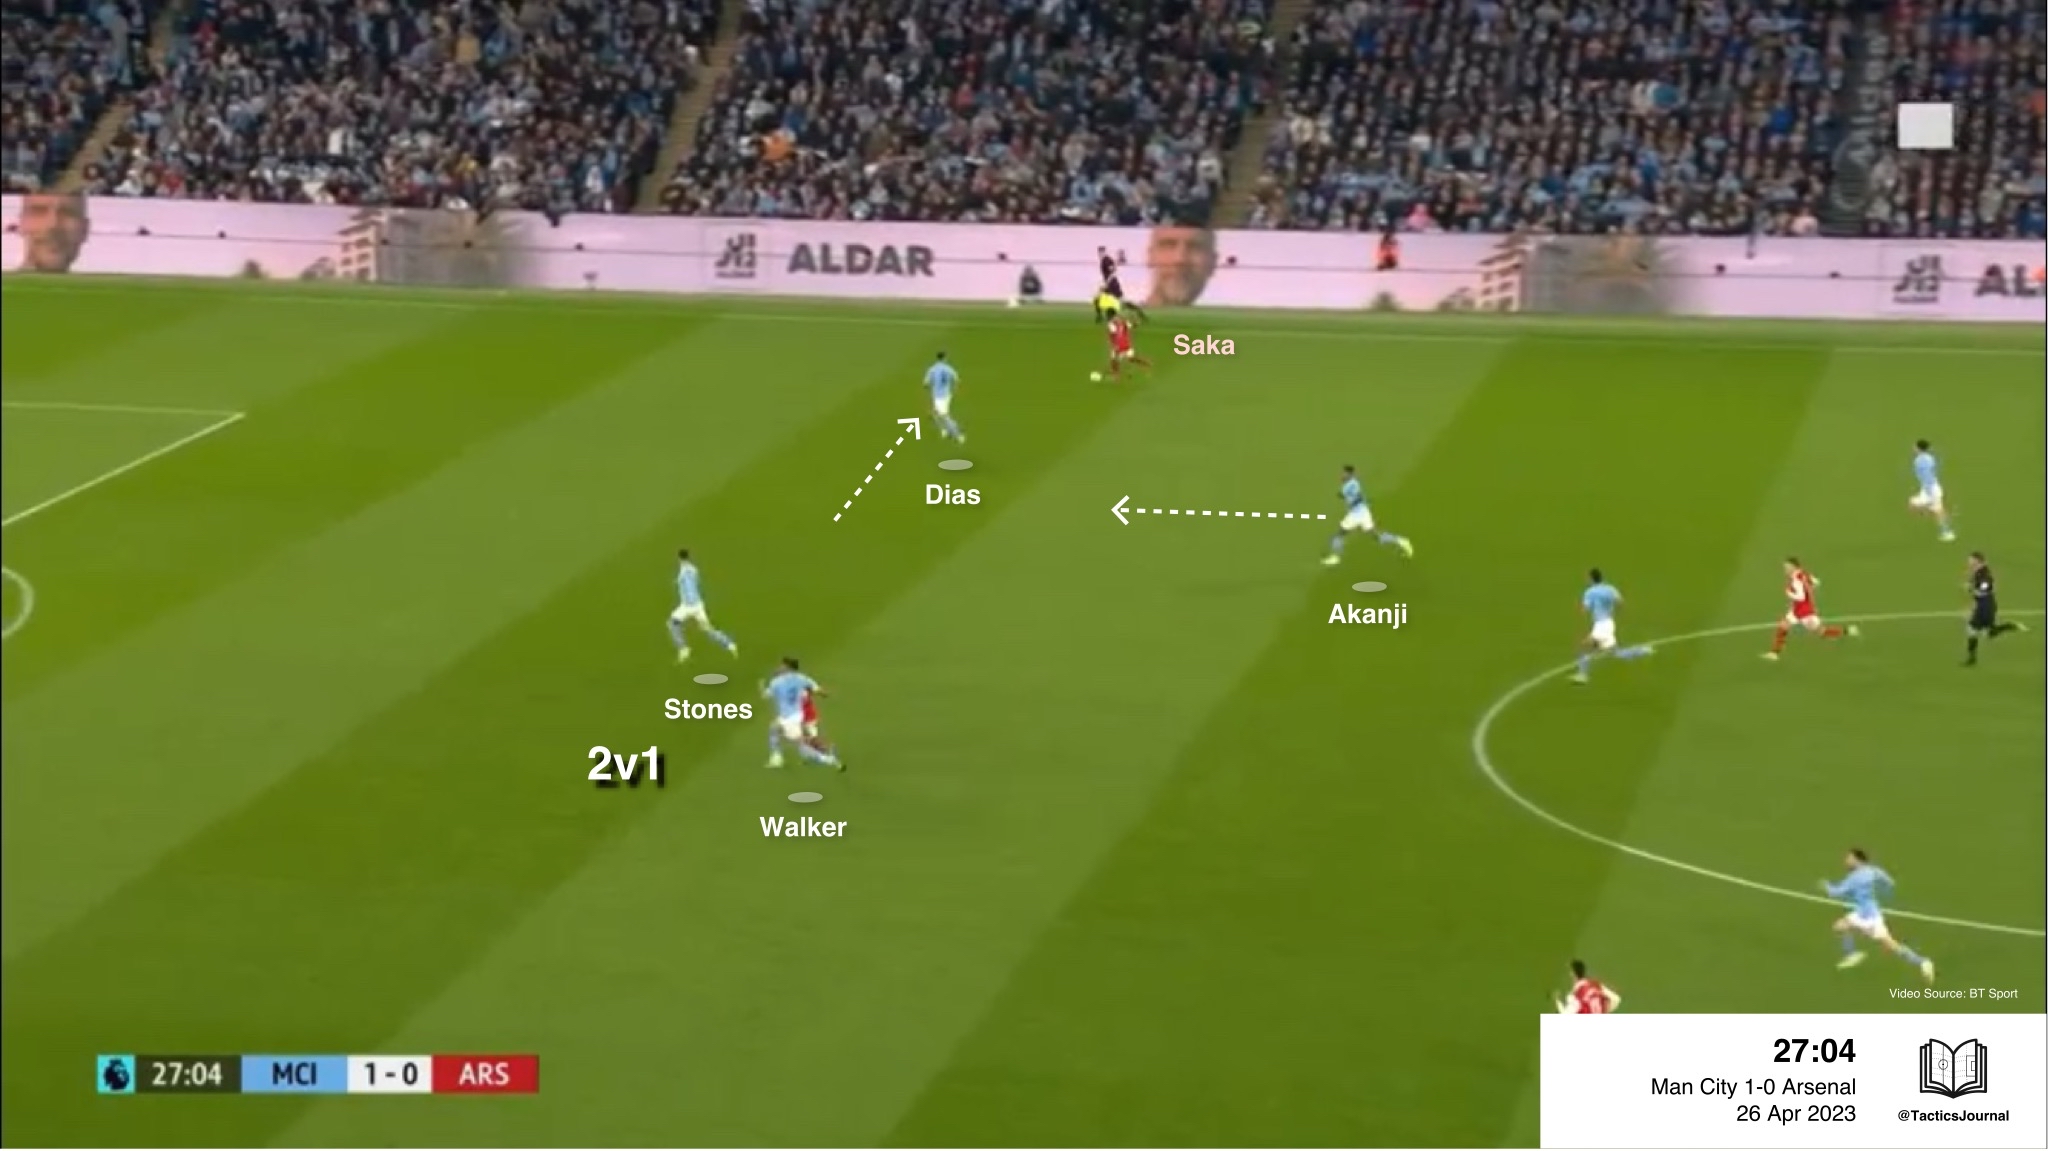 ALDAR
AL
Saka
Dias
Akanji
Stones
2v1
Walker
Video Source: BT Sport
27:04 MCI 1 - 0 ARS
27:04
Man City 1-0 Arsenal
26 Apr 2023
@TacticsJournal